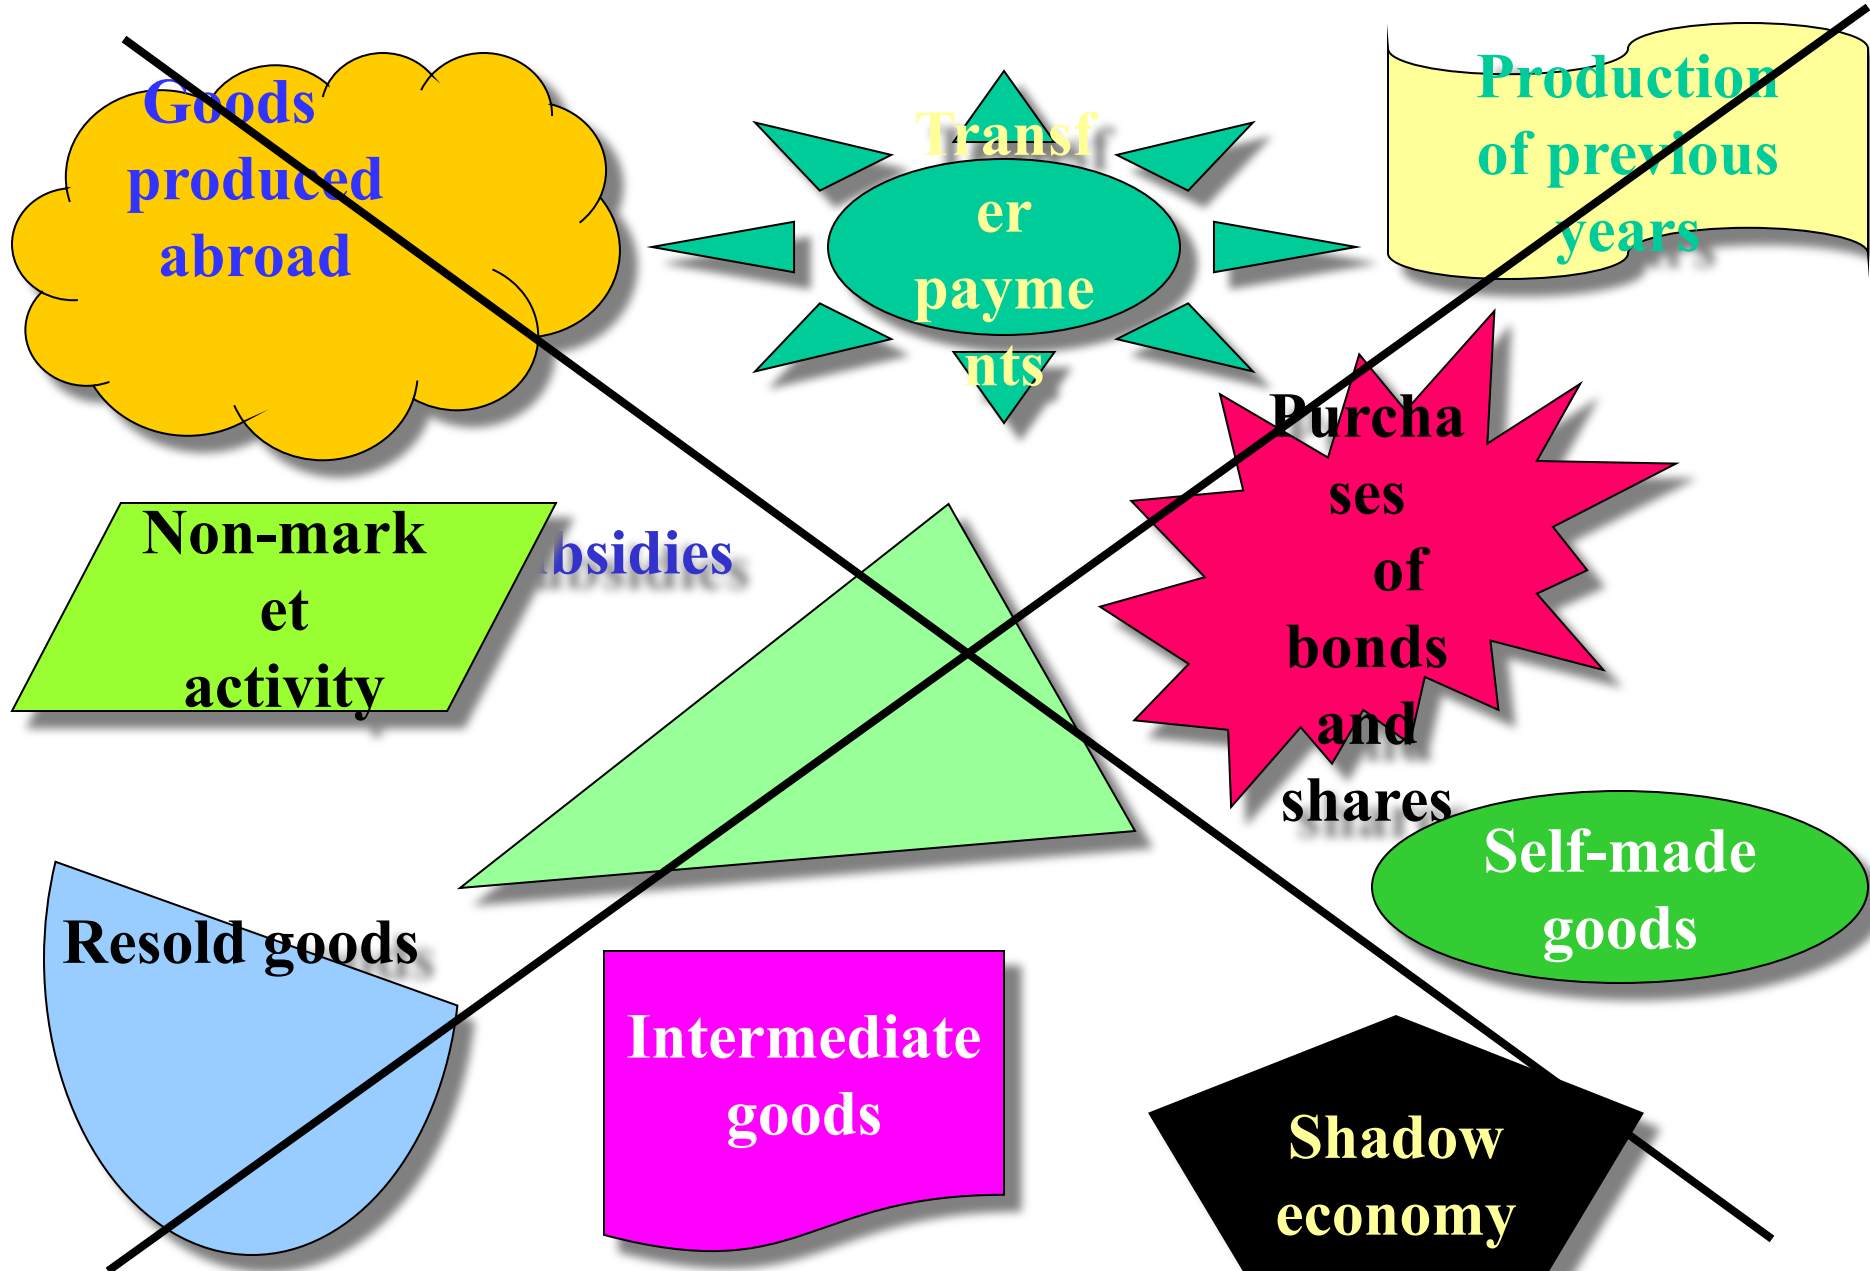 Goods
produced
abroad
Transf
er
payme
nts
Production
of previous
years
Purcha
ses
of
bonds
and
shares
Non-mark
et
activity
bsidies
Self-made
goods
Resold goods
Intermediate
goods
Shadow
economy